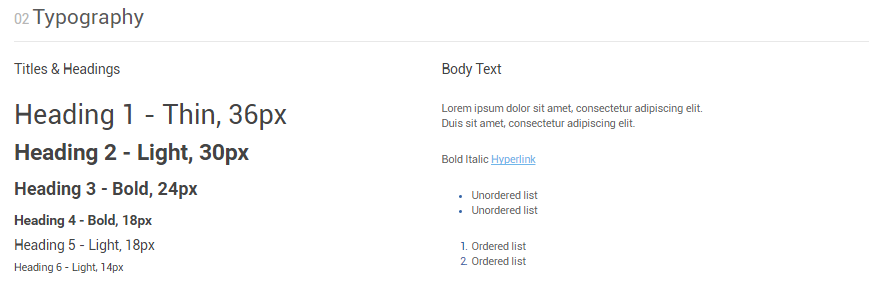 02 Typography
Titles & Headings
Heading 1 - Thin, 36px
Heading 2 - Light, 30px
Heading 3 - Bold, 24px
Heading 4 - Bold, 18px
Heading 5 - Light, 18px
Heading 6 - Light, 14px
Body Text
Lorem ipsum dolor sit amet, consectetur adipiscing elit.
Duis sit amet, consectetur adipiscing elit.
Bold Italic Hyperlink
• Unordered list
• Unordered list
1. Ordered list
2. Ordered list